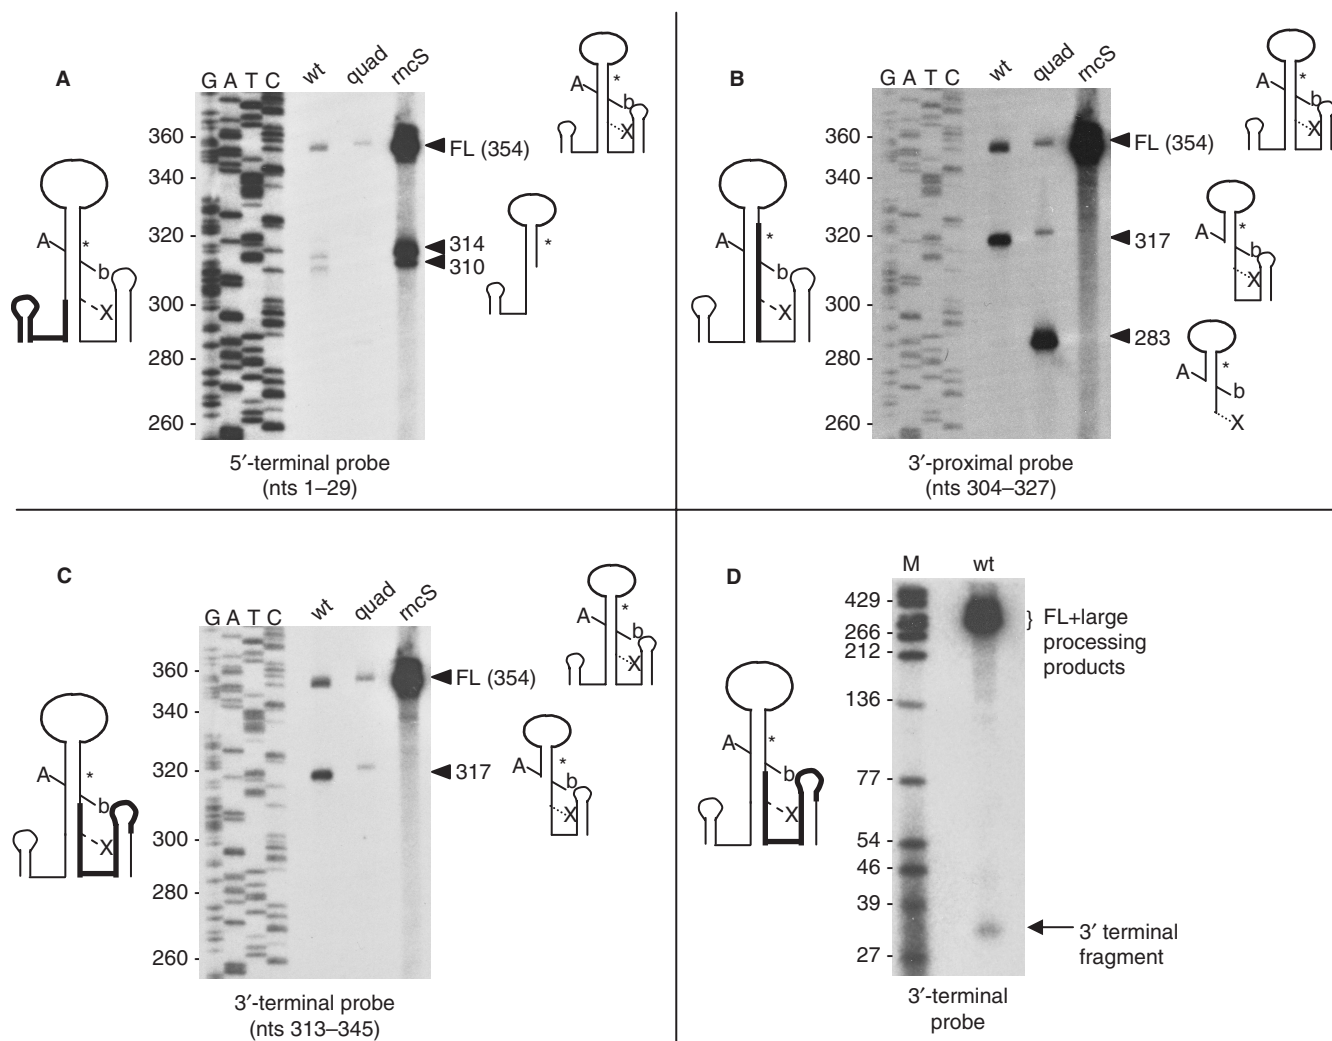 A
G A T C wt quad rncS
360 -
340 -
320 -
300 -
280 -
260 -
FL (354)
314
310
A * b X
A * b X
*
5′-terminal probe
(nts 1–29)
B
G A T C wt quad rncS
360 -
340 -
320 -
300 -
280 -
260 -
FL (354)
317
283
A * b X
A * b X
A * b X
A * b X
3′-proximal probe
(nts 304–327)
C
G A T C wt quad rncS
360 -
340 -
320 -
300 -
280 -
260 -
FL (354)
317
A * b X
A * b X
A * b X
3′-terminal probe
(nts 313–345)
D
M wt
429 -
266 -
212 -
136 -
77 -
54 -
46 -
39 -
27 -
} FL+large
processing
products
3′ terminal
fragment
A * b X
3′-terminal
probe